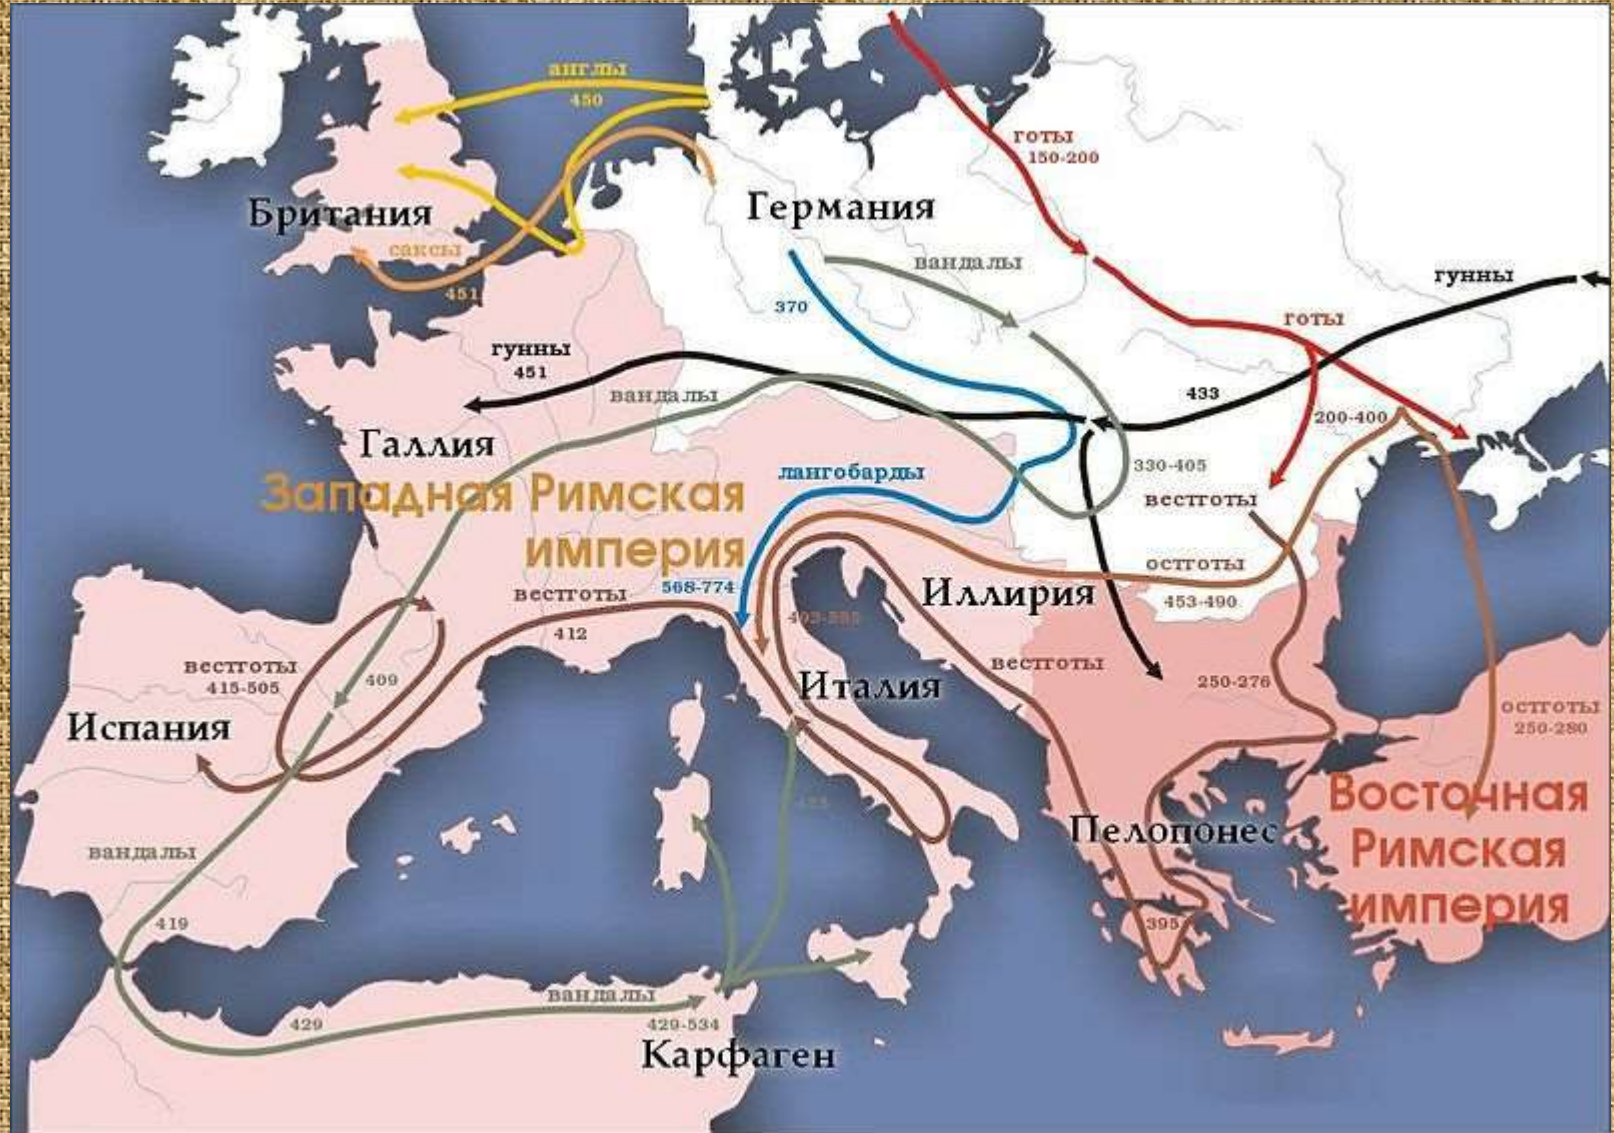 англы
450
готы
150-200
Британия
Германия
саксы
451
вандалы
гунны
370
готы
гунны
451
вандалы
433
200-400
Галлия
лангобарды
330-405
Западная Римская
империя
вестготы
остготы
453-490
568-774
вестготы
412
Иллирия
вестготы
415-505
409
вестготы
250-276
Италия
Испания
остготы
250-280
Восточная
Римская
империя
Пелопонес
вандалы
419
395
вандалы
429
429-534
Карфаген